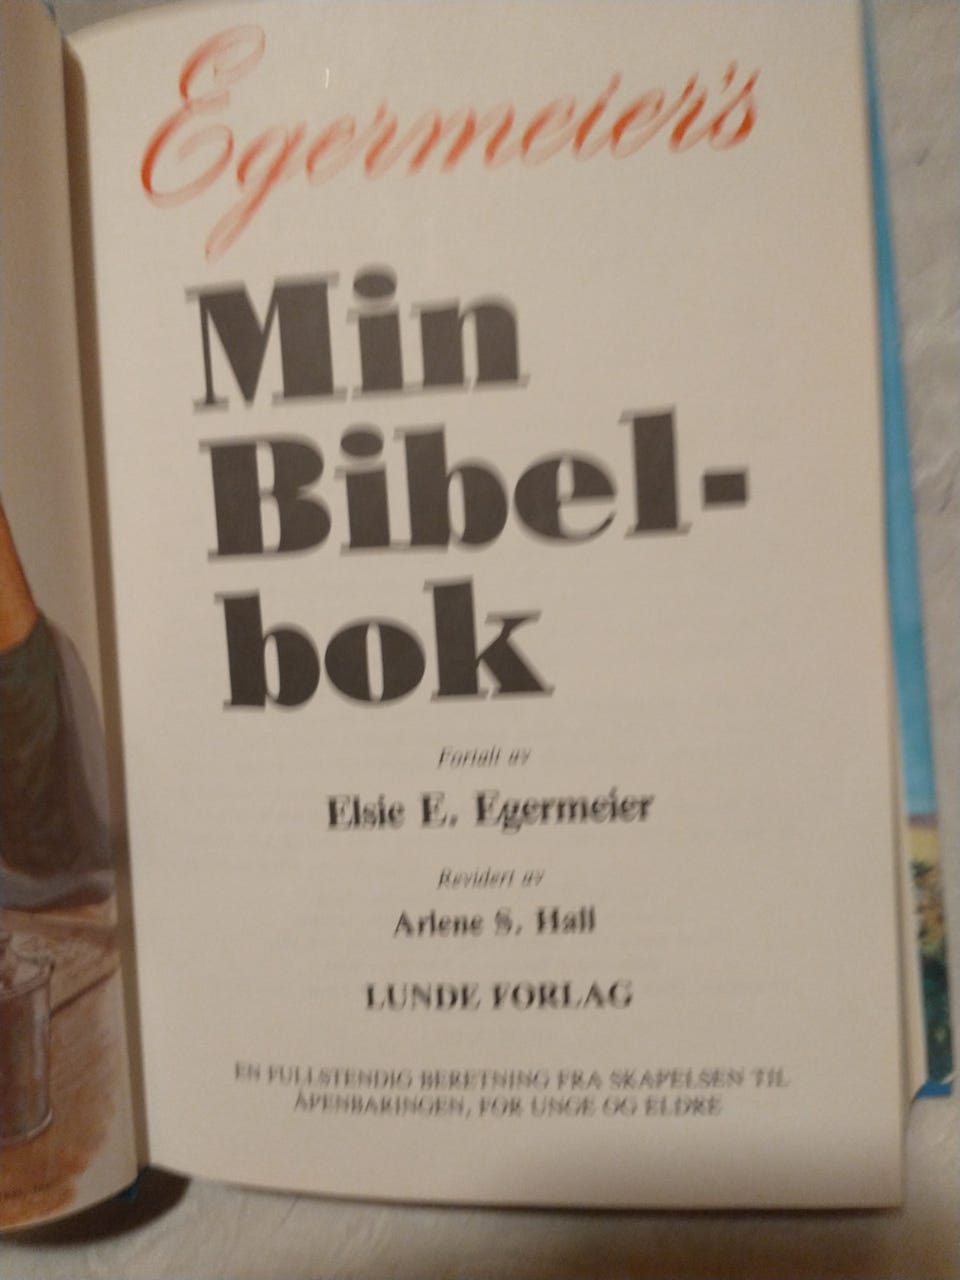 Egermeier's
Min
Bibel-
bok
Fortalt av
Elsie E. Egermeier
Revidert av
Arlene S. Hall
LUNDE FORLAG
EN FULLSTENDIG BERETNING FRA SKAPELSEN TIL
ÅPENBARINGEN, FOR UNGE OG ELDRE